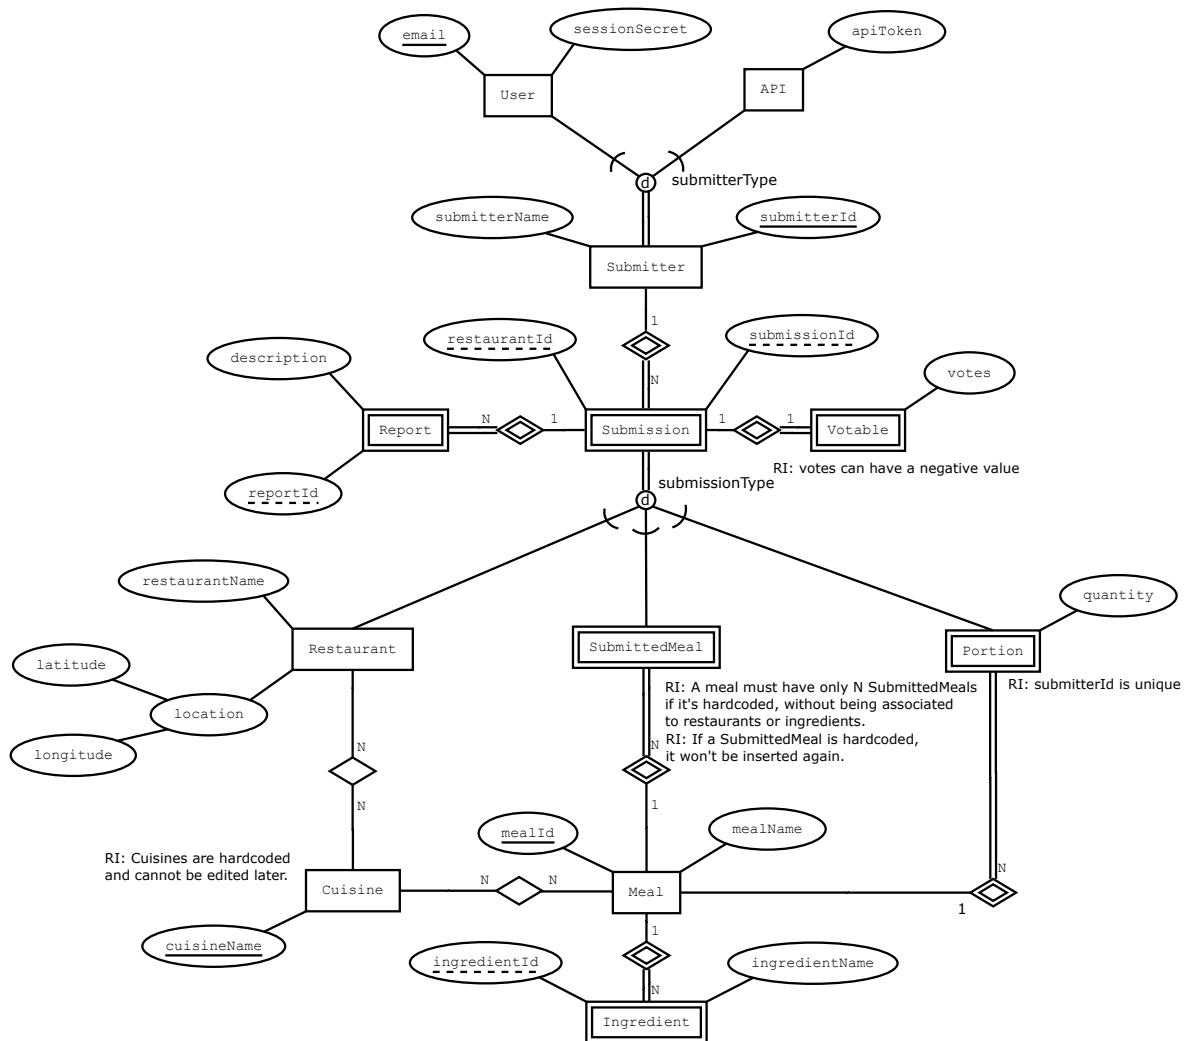 email
sessionSecret
apiToken
User
API
d
submitterType
submitterName
submitterId
Submitter
1
restaurantId
submissionId
description
votes
N
Report
N
1
Submission
1
1
Votable
RI: votes can have a negative value
reportId
submissionType
d
restaurantName
quantity
Restaurant
SubmittedMeal
Portion
latitude
location
longitude
RI: A meal must have only N SubmittedMeals
if it's hardcoded, without being associated
to restaurants or ingredients.
RI: If a SubmittedMeal is hardcoded,
it won't be inserted again.
RI: submitterId is unique
N
N
N
1
mealId
mealName
RI: Cuisines are hardcoded
and cannot be edited later.
Cuisine
N
N
Meal
N
1
cuisineName
1
ingredientId
ingredientName
N
Ingredient